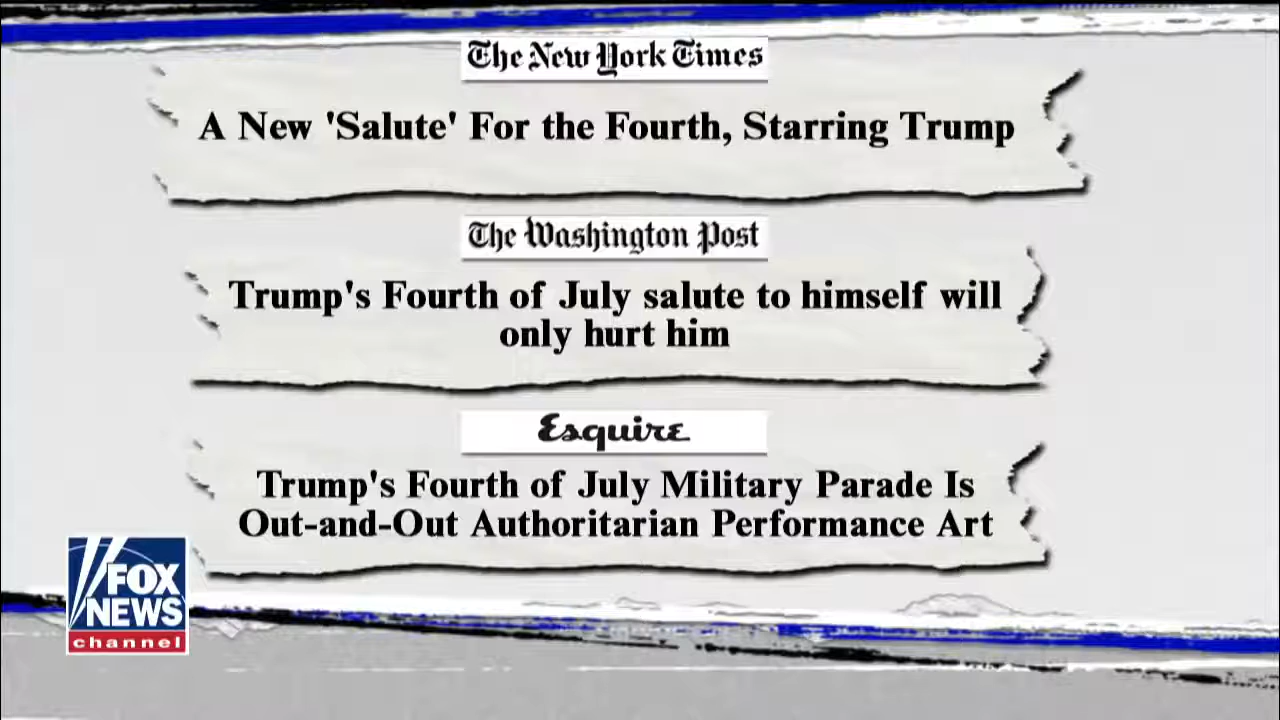 The New York Times
A New 'Salute' For the Fourth, Starring Trump
The Washington Post
Trump's Fourth of July salute to himself will
only hurt him
Esquire
Trump's Fourth of July Military Parade Is
Out-and-Out Authoritarian Performance Art
FOX
NEWS
channel